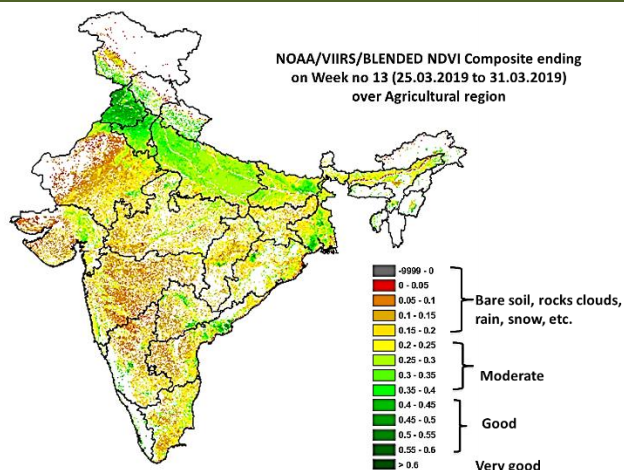 NOAA/VIIRS/BLENDED NDVI Composite ending
on Week no 13 (25.03.2019 to 31.03.2019)
over Agricultural region
-9999 - 0
0 - 0.05
0.05 - 0.1
0.1 - 0.15
0.15 - 0.2
0.2 - 0.25
0.25 - 0.3
0.3 - 0.35
0.35 - 0.4
0.4 - 0.45
0.45 - 0.5
0.5 - 0.55
0.55 - 0.6
> 0.6
Bare soil, rocks clouds,
rain, snow, etc.
Moderate
Good
Very good